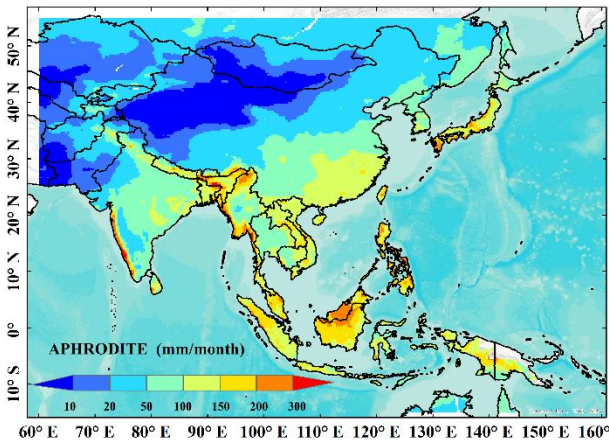 50° N
40° N
30° N
20° N
10° N
0°
10° S
APHRODITE (mm/month)
10 20 50 100 150 200 300
60° E 70° E 80° E 90° E 100° E 110° E 120° E 130° E 140° E 150° E 160° E